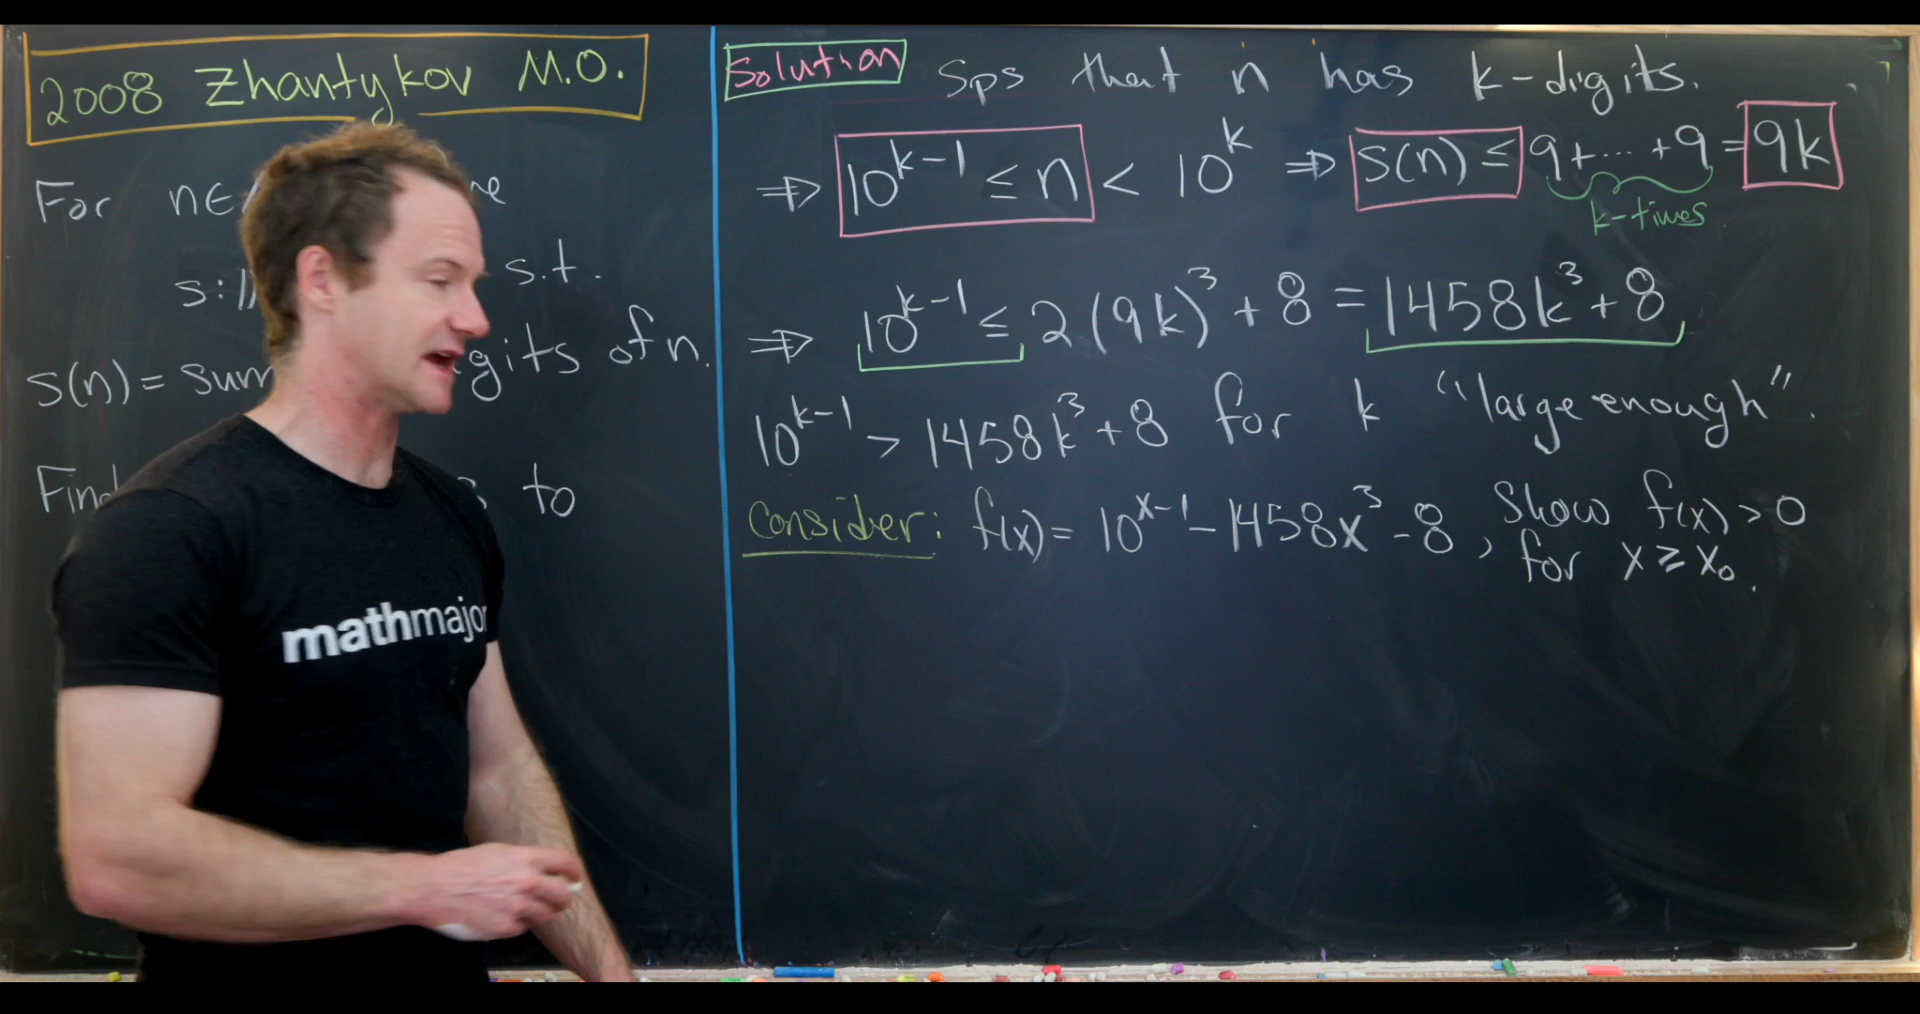 2008 Zhantykov M.O.
For n∈
s: s.t.
s(n) = sum gits of n.
Find to
Solution Sps that n has k-digits.
⇒ 10^{k-1} ≤ n < 10^k ⇒ s(n) ≤ 9+...+9 = 9k
k-times
⇒ 10^{k-1} ≤ 2(9k)^3 + 8 = 1458k^3 + 8
10^{k-1} > 1458k^3 + 8 for k "large enough".
Consider: f(x) = 10^{x-1} - 1458x^3 - 8, Show f(x) > 0
for x ≥ x₀.
mathmajor